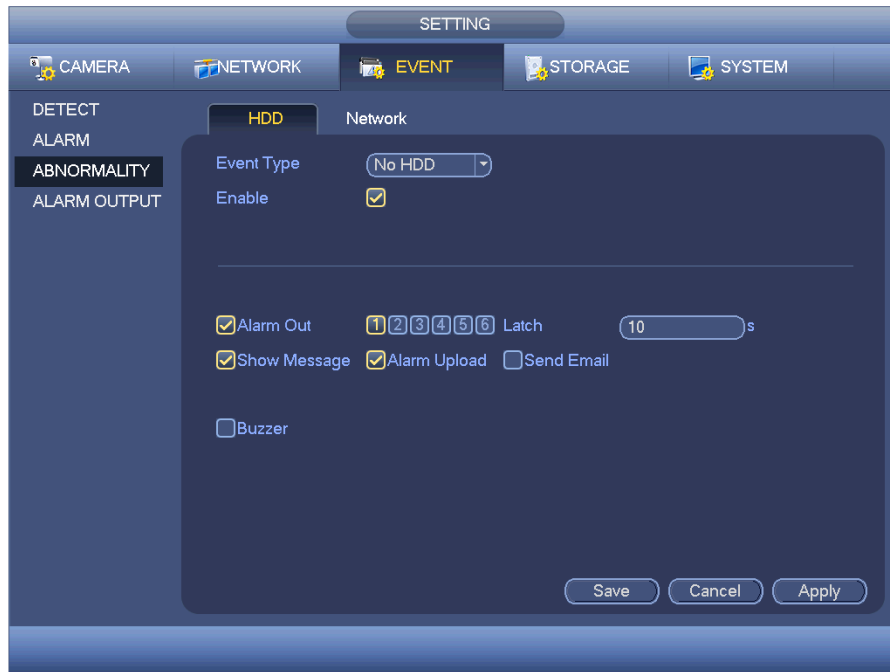 SETTING
CAMERA NETWORK EVENT STORAGE SYSTEM
DETECT
ALARM
ABNORMALITY
ALARM OUTPUT
HDD Network
Event Type No HDD
Enable
Alarm Out 1 2 3 4 5 6 Latch 10 s
Show Message Alarm Upload Send Email
Buzzer
Save Cancel Apply